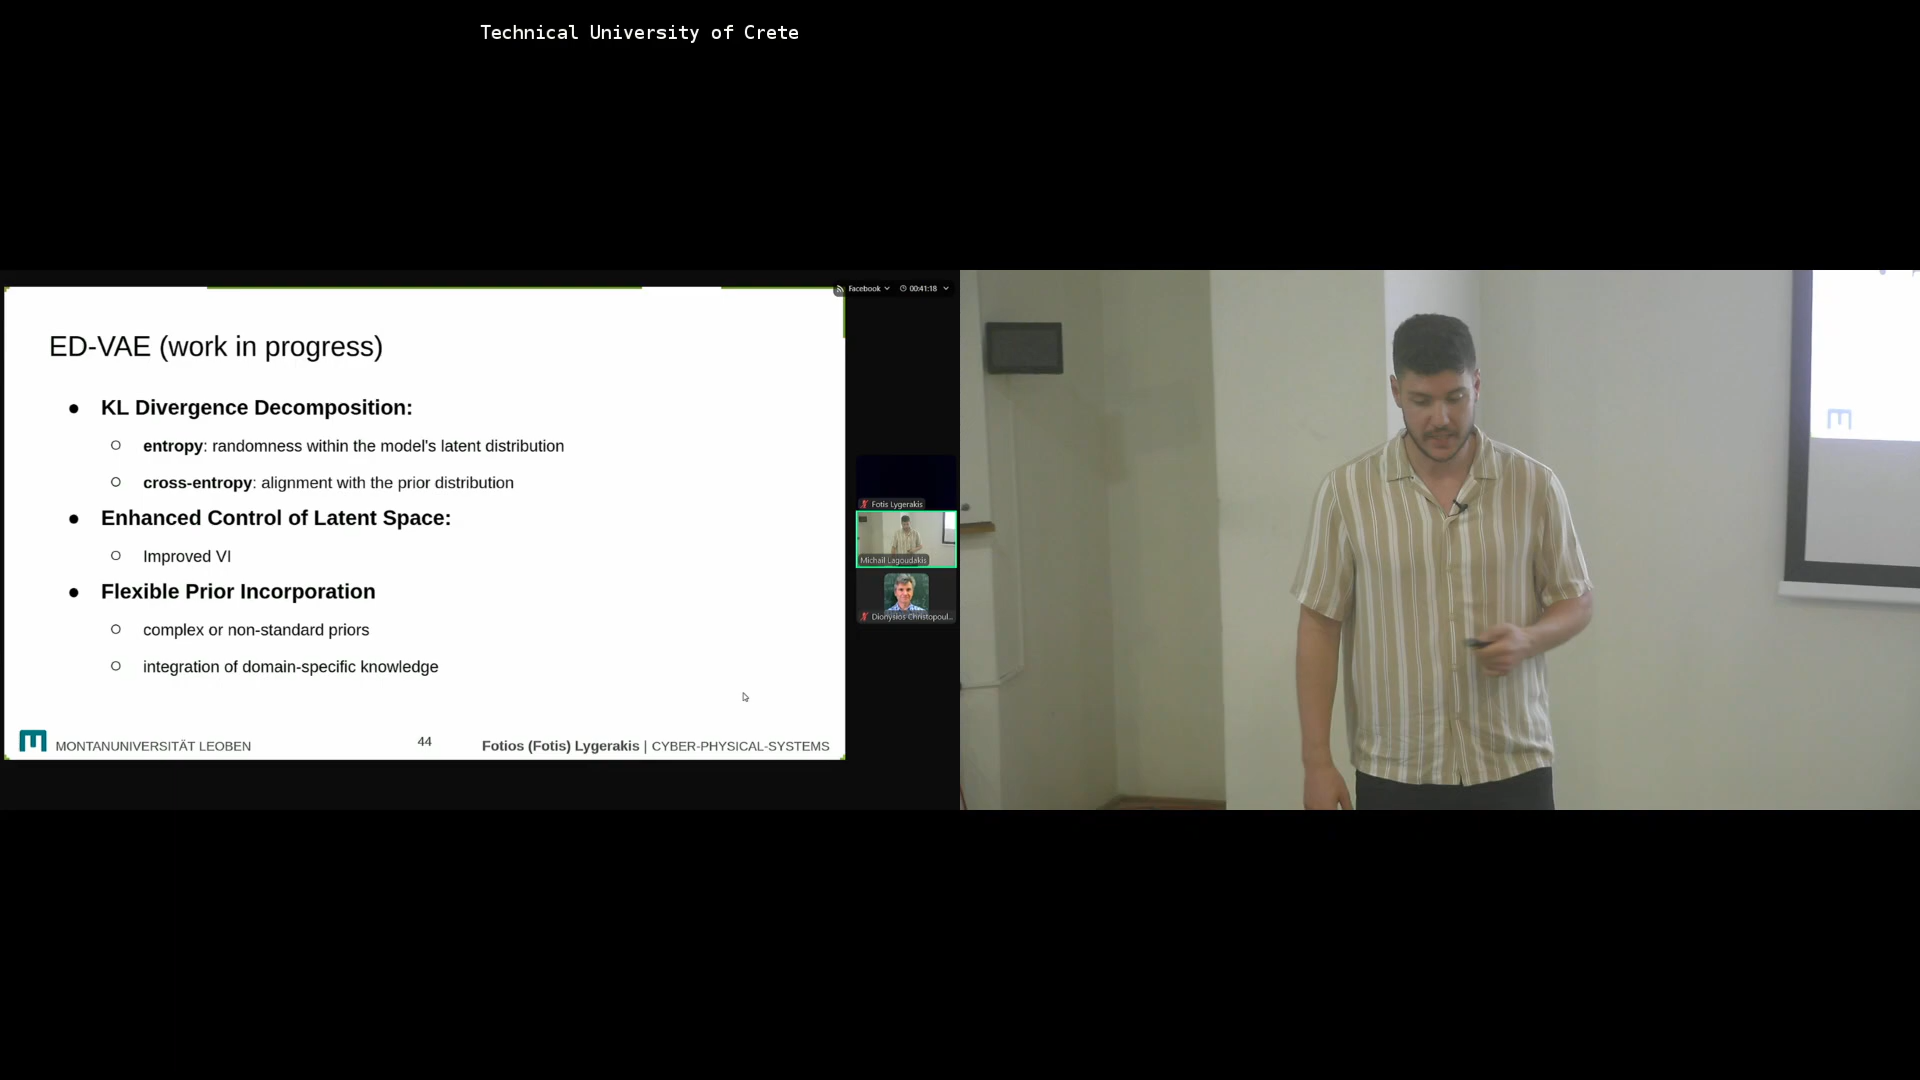 Technical University of Crete
Facebook
00:41:18
ED-VAE (work in progress)
● KL Divergence Decomposition:
○ entropy: randomness within the model's latent distribution
○ cross-entropy: alignment with the prior distribution
● Enhanced Control of Latent Space:
○ Improved VI
● Flexible Prior Incorporation
○ complex or non-standard priors
○ integration of domain-specific knowledge
MONTANUNIVERSITÄT LEOBEN
44
Fotios (Fotis) Lygerakis | CYBER-PHYSICAL-SYSTEMS
Fotis Lygerakis
Michail Lagoudakis
Dionysios Christopoul...